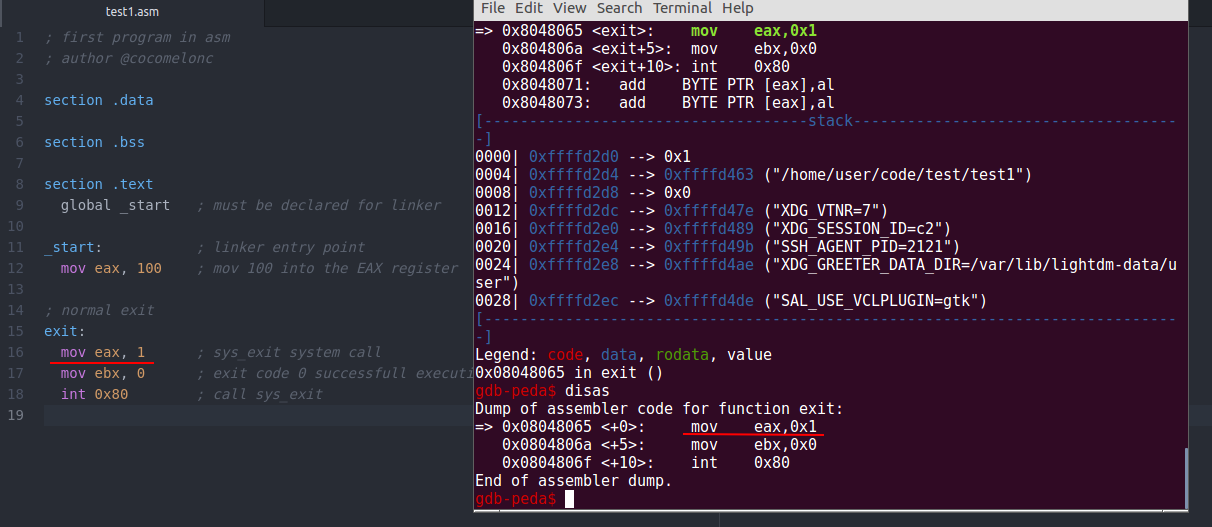 test1.asm
1 ; first program in asm
2 ; author @cocomelonc
3
4 section .data
5
6 section .bss
7
8 section .text
9 global _start ; must be declared for linker
10
11 _start: ; linker entry point
12 mov eax, 100 ; mov 100 into the EAX register
13
14 ; normal exit
15 exit:
16 mov eax, 1 ; sys_exit system call
17 mov ebx, 0 ; exit code 0 successfull executi
18 int 0x80 ; call sys_exit
19
File Edit View Search Terminal Help
=> 0x8048065 <exit>: mov eax,0x1
0x804806a <exit+5>: mov ebx,0x0
0x804806f <exit+10>: int 0x80
0x8048071: add BYTE PTR [eax],al
0x8048073: add BYTE PTR [eax],al
[------------------------------------stack------------------------------------
-]
0000| 0xffffd2d0 --> 0x1
0004| 0xffffd2d4 --> 0xffffd463 ("/home/user/code/test/test1")
0008| 0xffffd2d8 --> 0x0
0012| 0xffffd2dc --> 0xffffd47e ("XDG_VTNR=7")
0016| 0xffffd2e0 --> 0xffffd489 ("XDG_SESSION_ID=c2")
0020| 0xffffd2e4 --> 0xffffd49b ("SSH_AGENT_PID=2121")
0024| 0xffffd2e8 --> 0xffffd4ae ("XDG_GREETER_DATA_DIR=/var/lib/lightdm-data/u
ser")
0028| 0xffffd2ec --> 0xffffd4de ("SAL_USE_VCLPLUGIN=gtk")
[-----------------------------------------------------------------------------
-]
Legend: code, data, rodata, value
0x08048065 in exit ()
gdb-peda$ disas
Dump of assembler code for function exit:
=> 0x08048065 <+0>: mov eax,0x1
0x0804806a <+5>: mov ebx,0x0
0x0804806f <+10>: int 0x80
End of assembler dump.
gdb-peda$